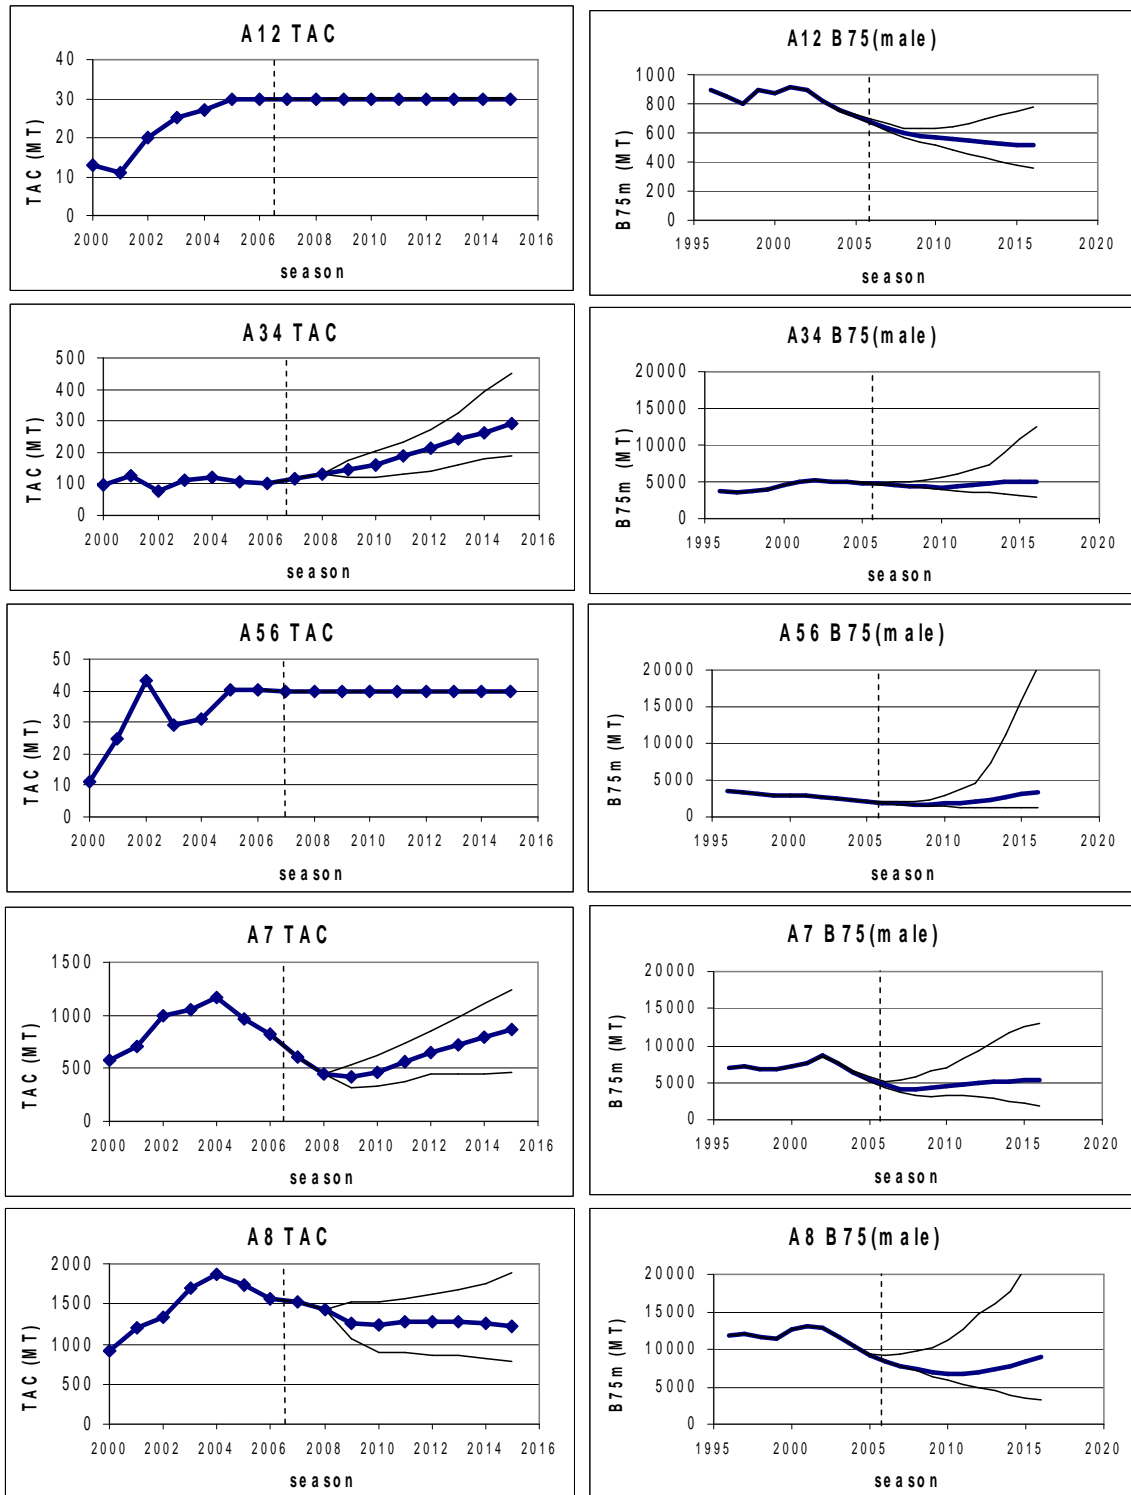 A12 TAC
TAC (MT)
40
30
20
10
0
2000 2002 2004 2006 2008 2010 2012 2014 2016
season
A12 B75(male)
B75m (MT)
1000
800
600
400
200
0
1995 2000 2005 2010 2015 2020
season
A34 TAC
TAC (MT)
500
400
300
200
100
0
2000 2002 2004 2006 2008 2010 2012 2014 2016
season
A34 B75(male)
B75m (MT)
20000
15000
10000
5000
0
1995 2000 2005 2010 2015 2020
season
A56 TAC
TAC (MT)
50
40
30
20
10
0
2000 2002 2004 2006 2008 2010 2012 2014 2016
season
A56 B75(male)
B75m (MT)
20000
15000
10000
5000
0
1995 2000 2005 2010 2015 2020
season
A7 TAC
TAC (MT)
1500
1000
500
0
2000 2002 2004 2006 2008 2010 2012 2014 2016
season
A7 B75(male)
B75m (MT)
20000
15000
10000
5000
0
1995 2000 2005 2010 2015 2020
season
A8 TAC
TAC (MT)
2000
1500
1000
500
0
2000 2002 2004 2006 2008 2010 2012 2014 2016
season
A8 B75(male)
B75m (MT)
20000
15000
10000
5000
0
1995 2000 2005 2010 2015 2020
season